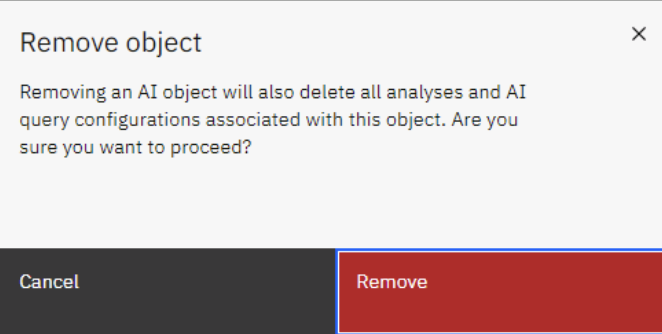 Remove object
Removing an AI object will also delete all analyses and AI
query configurations associated with this object. Are you
sure you want to proceed?
Cancel
Remove